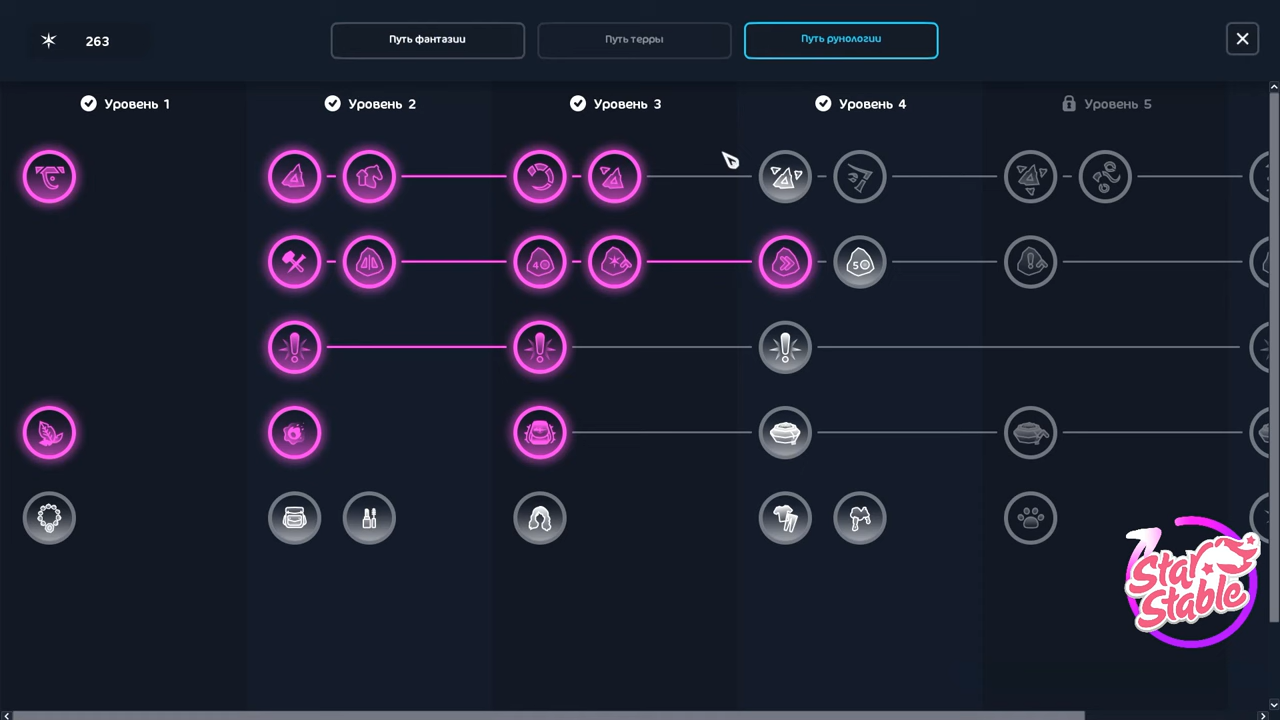 263
Путь фантазии
Путь терры
Путь рунологии
Уровень 1
Уровень 2
Уровень 3
Уровень 4
Уровень 5
40
50
Star
Stable